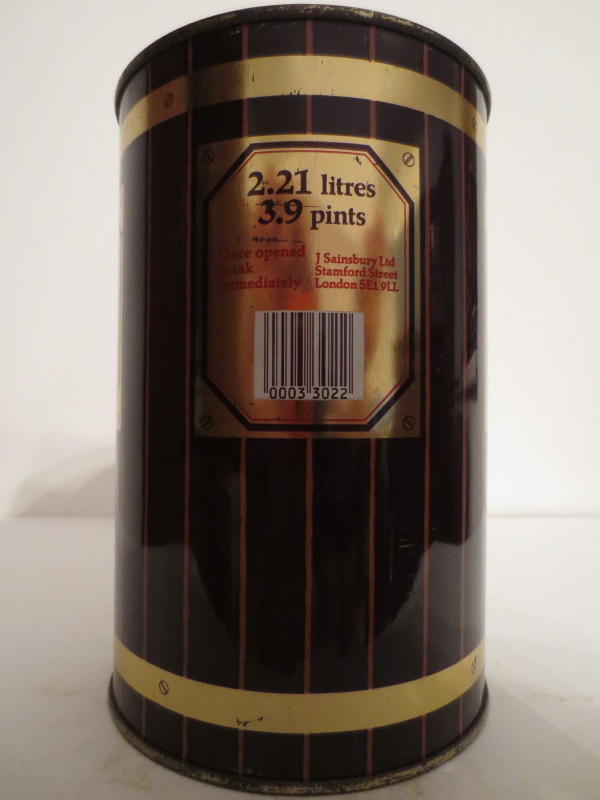 2.21 litres
3.9 pints
Once opened
drink
immediately
J Sainsbury Ltd
Stamford Street
London SE1 9LL
0003 3022